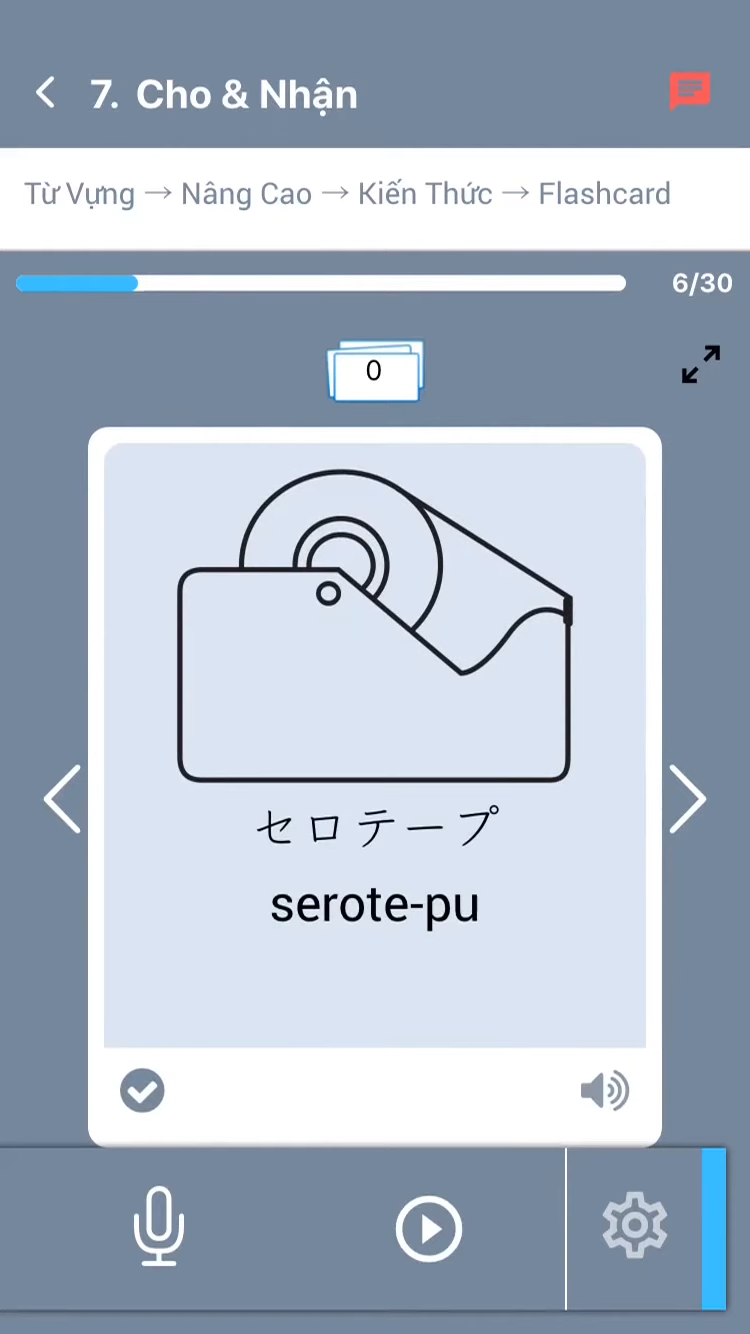 7. Cho & Nhận
Từ Vựng → Nâng Cao → Kiến Thức → Flashcard
6/30
0
セロテープ
serote-pu